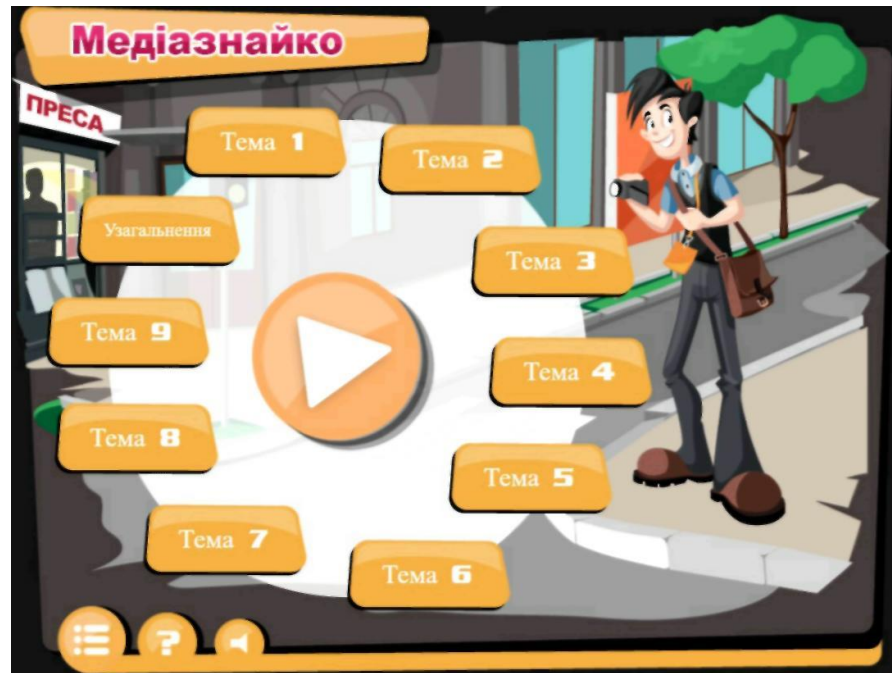 Медіазнайко
ПРЕСА
Тема 1
Тема 2
Узагальнення
Тема 3
Тема 9
Тема 4
Тема 8
Тема 5
Тема 7
Тема 6
?